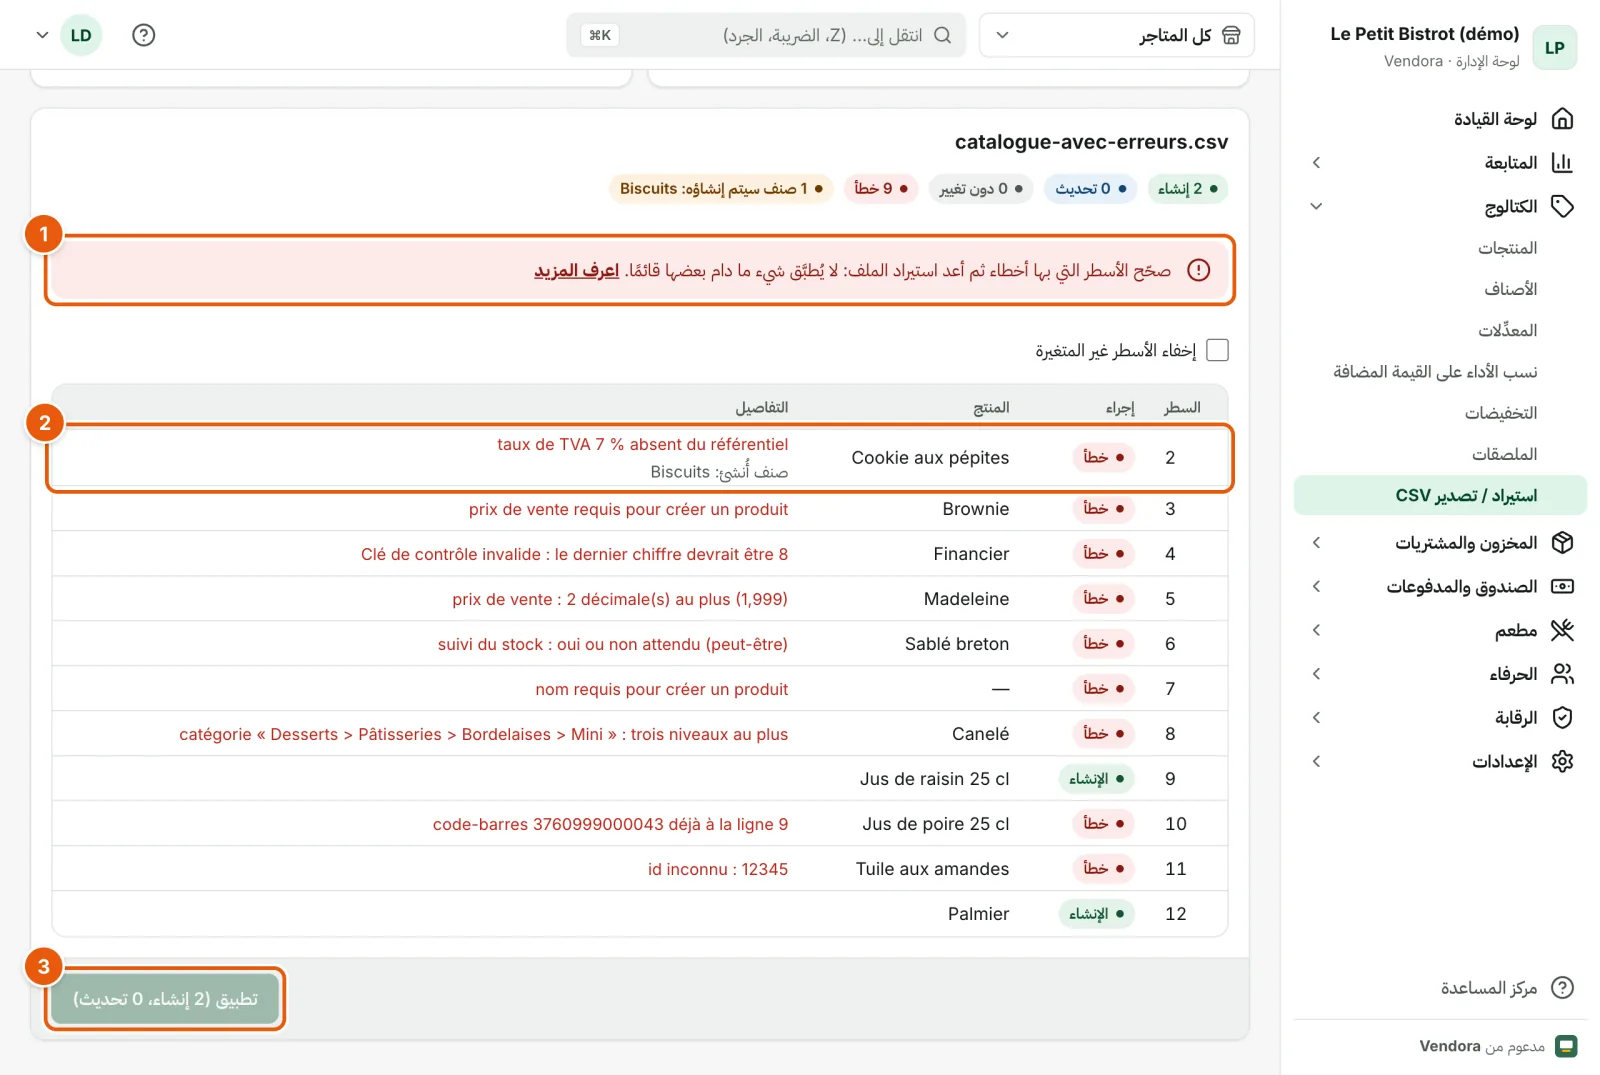 Le Petit Bistrot (démo)
لوحة الإدارة · Vendora
LP
كل المتاجر
انتقل إلى... (Z، الضريبة، الجرد)
⌘K
LD
لوحة القيادة
المتابعة
الكتالوج
المنتجات
الأصناف
المعدِّلات
نسب الأداء على القيمة المضافة
التخفيضات
الملصقات
استيراد / تصدير CSV
المخزون والمشتريات
الصندوق والمدفوعات
مطعم
الحرفاء
الرقابة
الإعدادات
مركز المساعدة
مدعوم من Vendora
catalogue-avec-erreurs.csv
2 إنشاء
0 تحديث
0 دون تغيير
9 خطأ
1 صنف سيتم إنشاؤه: Biscuits
1
صحّح الأسطر التي بها أخطاء ثم أعد استيراد الملف: لا يُطبَّق شيء ما دام بعضها قائمًا. اعرف المزيد
إخفاء الأسطر غير المتغيرة
السطر إجراء المنتج التفاصيل
2
2 خطأ Cookie aux pépites taux de TVA 7 % absent du référentiel
صنف أُنشئ: Biscuits
3 خطأ Brownie prix de vente requis pour créer un produit
4 خطأ Financier Clé de contrôle invalide : le dernier chiffre devrait être 8
5 خطأ Madeleine prix de vente : 2 décimale(s) au plus (1,999)
6 خطأ Sablé breton suivi du stock : oui ou non attendu (peut-être)
7 خطأ — nom requis pour créer un produit
8 خطأ Canelé catégorie « Desserts > Pâtisseries > Bordelaises > Mini » : trois niveaux au plus
9 الإنشاء Jus de raisin 25 cl
10 خطأ Jus de poire 25 cl code-barres 3760999000043 déjà à la ligne 9
11 خطأ Tuile aux amandes id inconnu : 12345
12 الإنشاء Palmier
3
تطبيق (2 إنشاء، 0 تحديث)